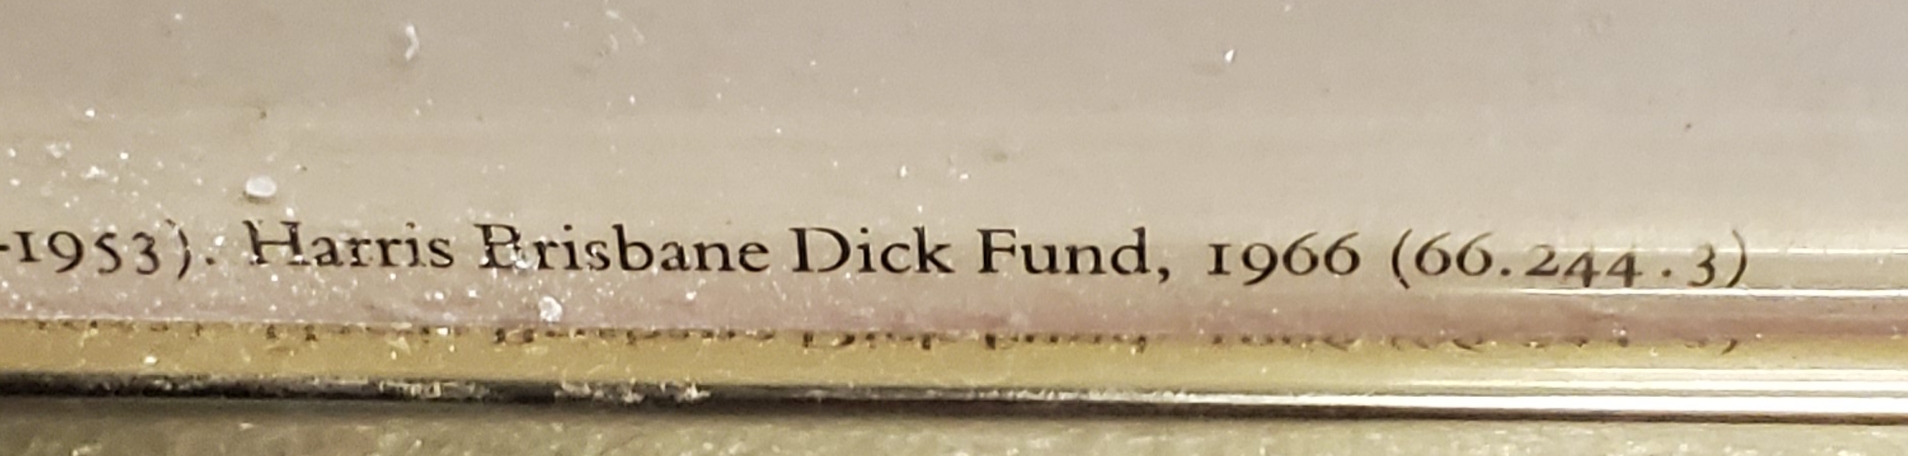 -1953). Harris Brisbane Dick Fund, 1966 (66.244.3)